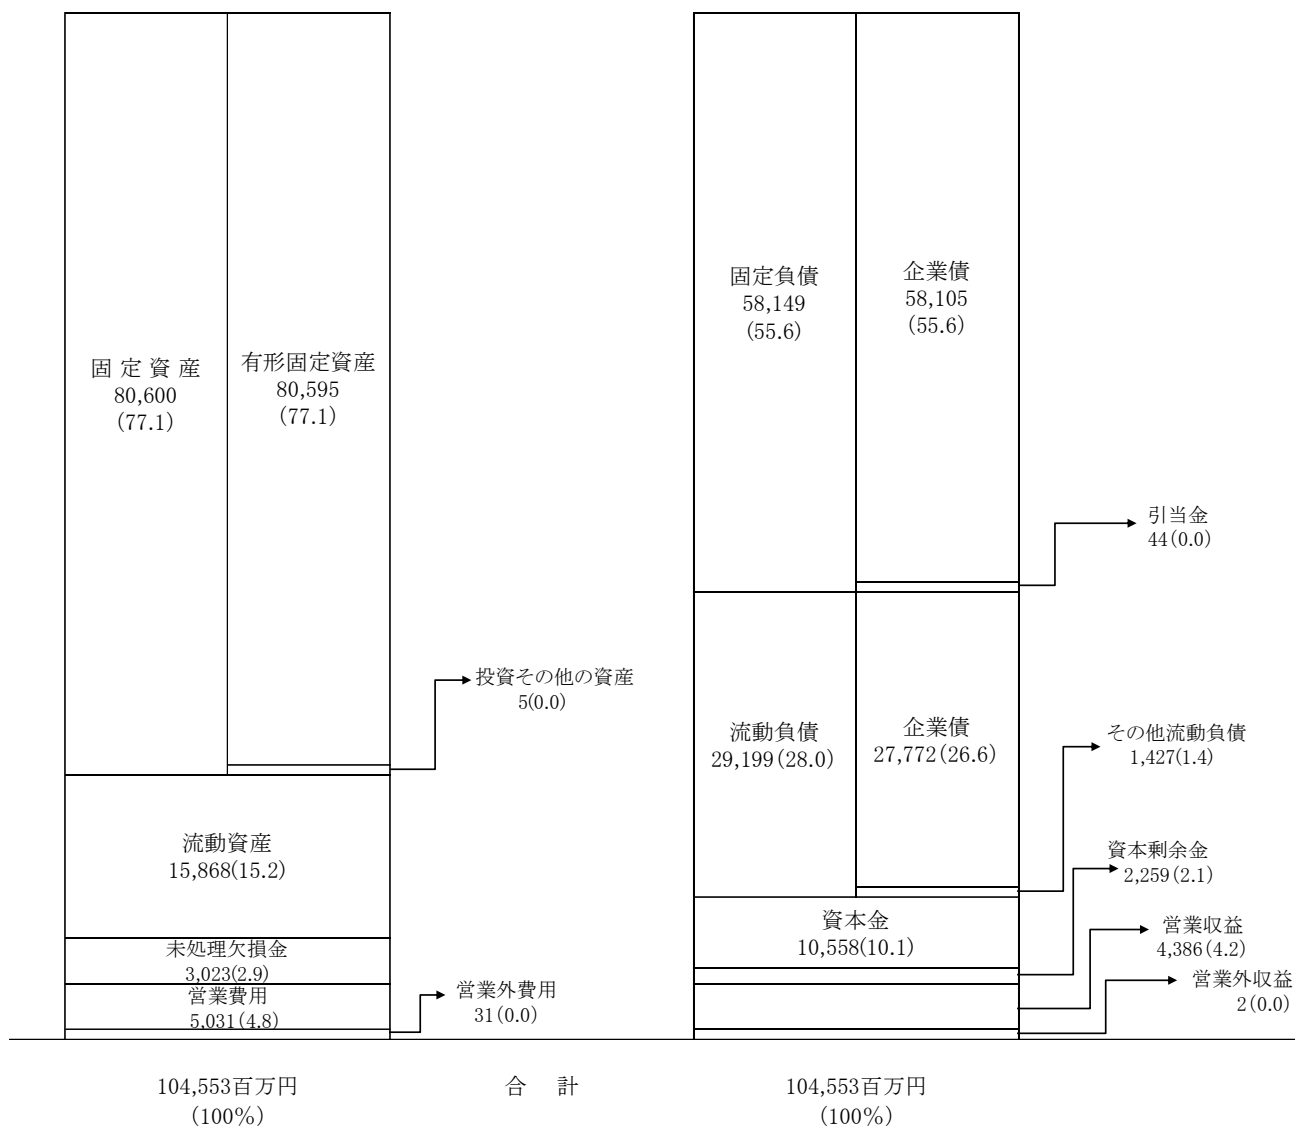 固 定 資 産
80,600
(77.1)
有形固定資産
80,595
(77.1)
投資その他の資産
5(0.0)
流動資産
15,868(15.2)
未処理欠損金
3,023(2.9)
営業費用
5,031(4.8)
営業外費用
31(0.0)
固定負債
58,149
(55.6)
企業債
58,105
(55.6)
引当金
44(0.0)
流動負債
29,199(28.0)
企業債
27,772(26.6)
その他流動負債
1,427(1.4)
資本剰余金
2,259(2.1)
資本金
10,558(10.1)
営業収益
4,386(4.2)
営業外収益
2(0.0)
104,553百万円
(100%)
合 計
104,553百万円
(100%)